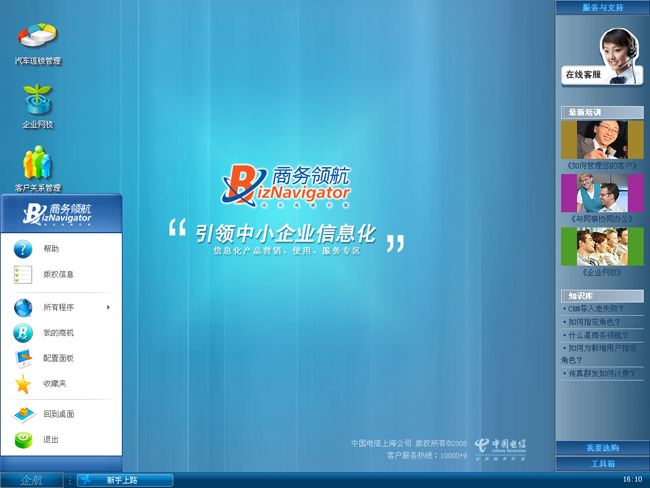 服务与支持
汽车连锁管理
在线客服
企业网校
最新培训
《如何管理您的客户》
客户关系管理
商务领航
BizNavigator
“引领中小企业信息化”
信息化产品营销、使用、服务专区
商务领航
BizNavigator
《与同事协同办公》
帮助
版权信息
《企业网校》
所有程序
我的商机
配置面板
收藏夹
回到桌面
退出
知识库
·CRM导入老失败?
·如何指定角色?
·什么是商务领航?
·如何为新增用户指定
角色?
·传真群发如何计费?
中国电信上海公司 版权所有©2008
客户服务热线:10000+9
中国电信
CHINA TELECOM
我要选购
工具箱
企航
新手上路
16:10